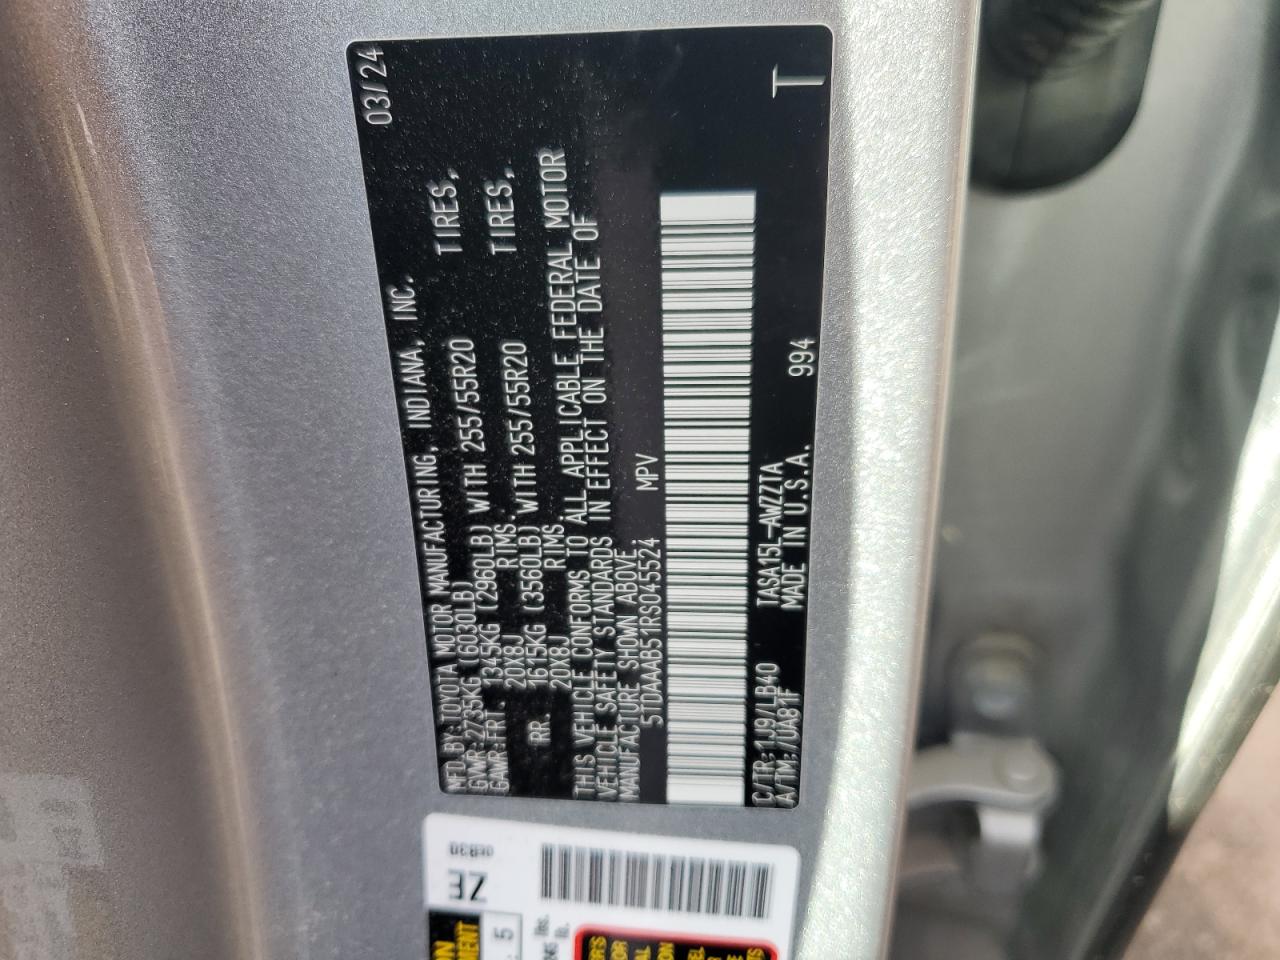 MFD.BY:TOYOTA MOTOR MANUFACTURING, INDIANA, INC. 03/24
GVWR:2735KG (6030LB)
GAWR:FR 1345KG (2960LB) WITH 255/55R20 TIRES,
20X8J RIMS.
RR. 1615KG (3560LB) WITH 255/55R20 TIRES,
20X8J RIMS.
THIS VEHICLE CONFORMS TO ALL APPLICABLE FEDERAL MOTOR
VEHICLE SAFETY STANDARDS IN EFFECT ON THE DATE OF
MANUFACTURE SHOWN ABOVE.
5TDAAAB51RS045524 MPV
C/TR:1J9/LB40 TASA15L-AWZZTA
A/TM:/UA81F MADE IN U.S.A. 994 T
ZE
5
lbs.